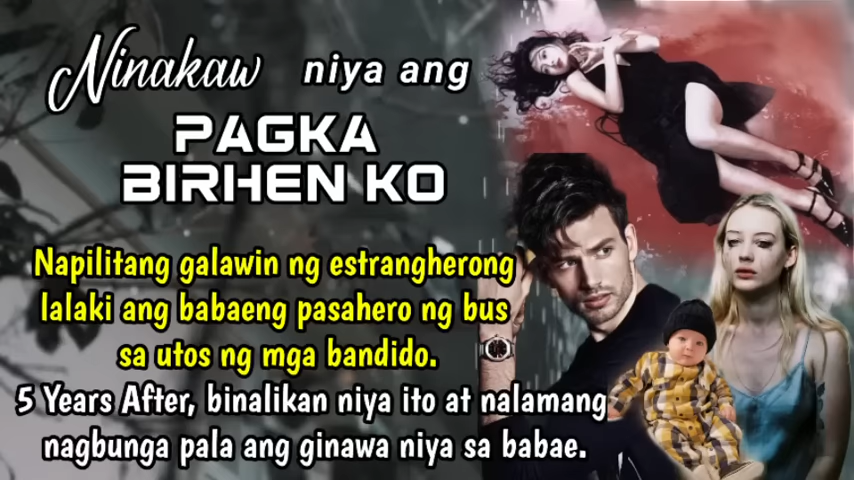 Ninakaw niya ang
PAGKA
BIRHEN KO
Napilitang galawin ng estrangherong
lalaki ang babaeng pasahero ng bus
sa utos ng mga bandido.
5 Years After, binalikan niya ito at nalamang
nagbunga pala ang ginawa niya sa babae.